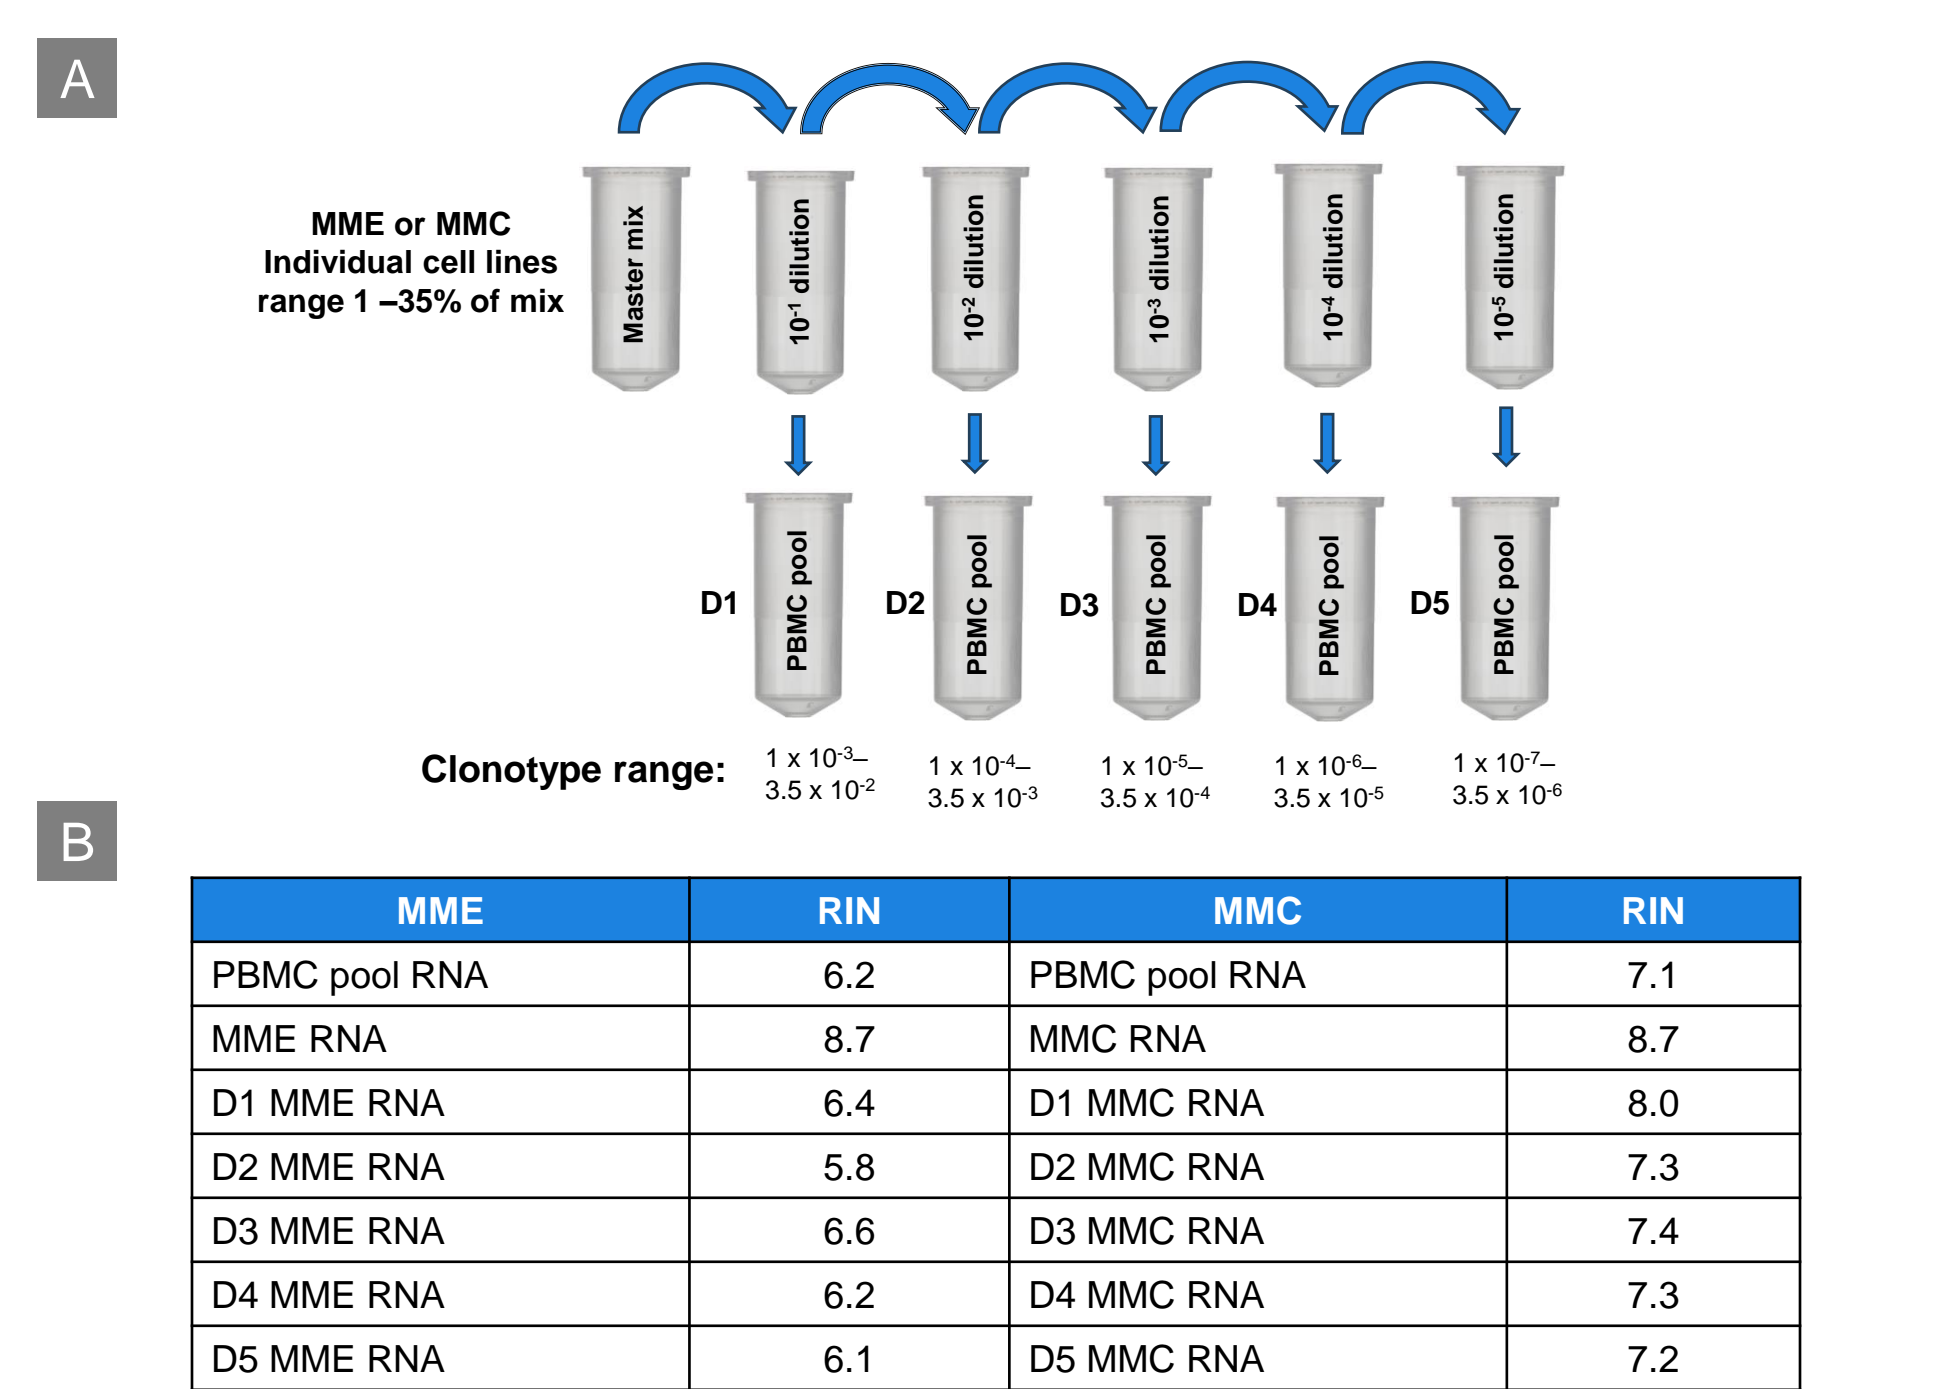 A
MME or MMC
Individual cell lines
range 1 –35% of mix
Master mix
10⁻¹ dilution
10⁻² dilution
10⁻³ dilution
10⁻⁴ dilution
10⁻⁵ dilution
D1
PBMC pool
D2
PBMC pool
D3
PBMC pool
D4
PBMC pool
D5
PBMC pool
Clonotype range:
1 x 10⁻³–
3.5 x 10⁻²
1 x 10⁻⁴–
3.5 x 10⁻³
1 x 10⁻⁵–
3.5 x 10⁻⁴
1 x 10⁻⁶–
3.5 x 10⁻⁵
1 x 10⁻⁷–
3.5 x 10⁻⁶
B
MME RIN MMC RIN
PBMC pool RNA 6.2 PBMC pool RNA 7.1
MME RNA 8.7 MMC RNA 8.7
D1 MME RNA 6.4 D1 MMC RNA 8.0
D2 MME RNA 5.8 D2 MMC RNA 7.3
D3 MME RNA 6.6 D3 MMC RNA 7.4
D4 MME RNA 6.2 D4 MMC RNA 7.3
D5 MME RNA 6.1 D5 MMC RNA 7.2